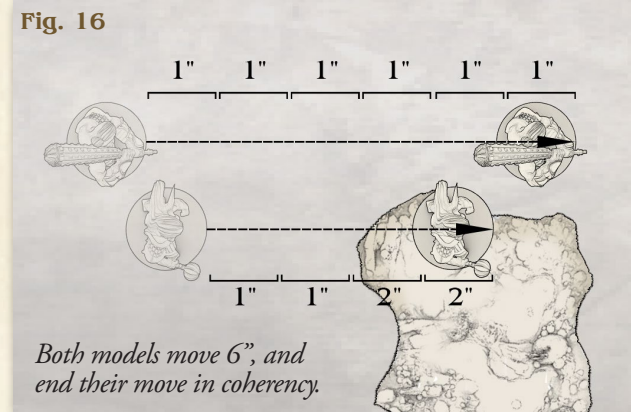 Fig. 16
1" 1" 1" 1" 1" 1"
1" 1" 2" 2"
Both models move 6”, and
end their move in coherency.